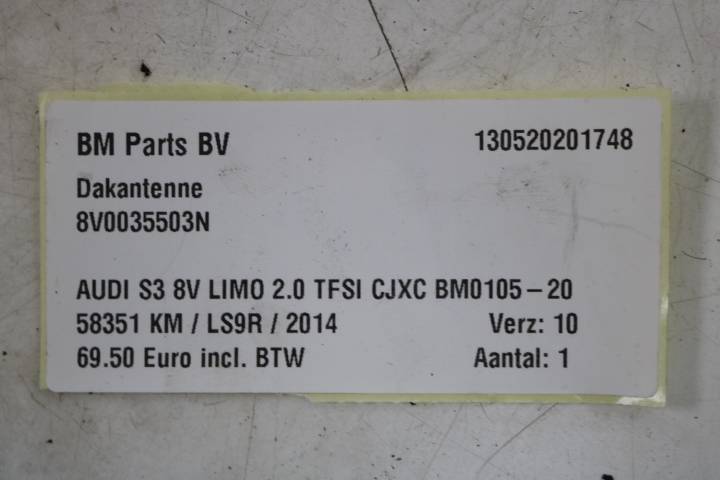 BM Parts BV 130520201748
Dakantenne
8V0035503N
AUDI S3 8V LIMO 2.0 TFSI CJXC BM0105-20
58351 KM / LS9R / 2014 Verz: 10
69.50 Euro incl. BTW Aantal: 1